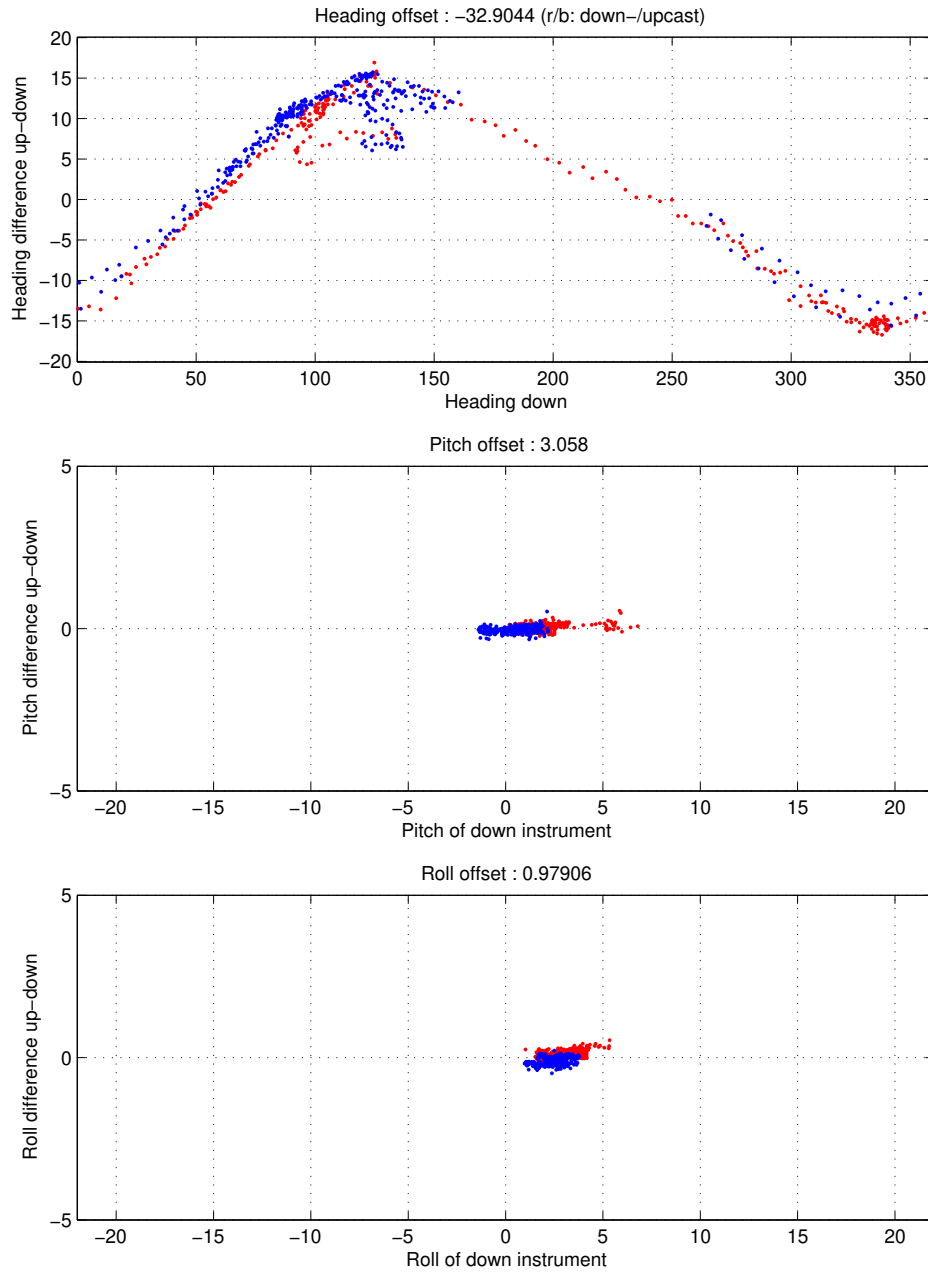 Heading offset : −32.9044 (r/b: down−/upcast)
20
15
10
5
0
−5
−10
−15
−20
Heading difference up−down
0 50 100 150 200 250 300 350
Heading down
Pitch offset : 3.058
5
0
−5
Pitch difference up−down
−20 −15 −10 −5 0 5 10 15 20
Pitch of down instrument
Roll offset : 0.97906
5
0
−5
Roll difference up−down
−20 −15 −10 −5 0 5 10 15 20
Roll of down instrument